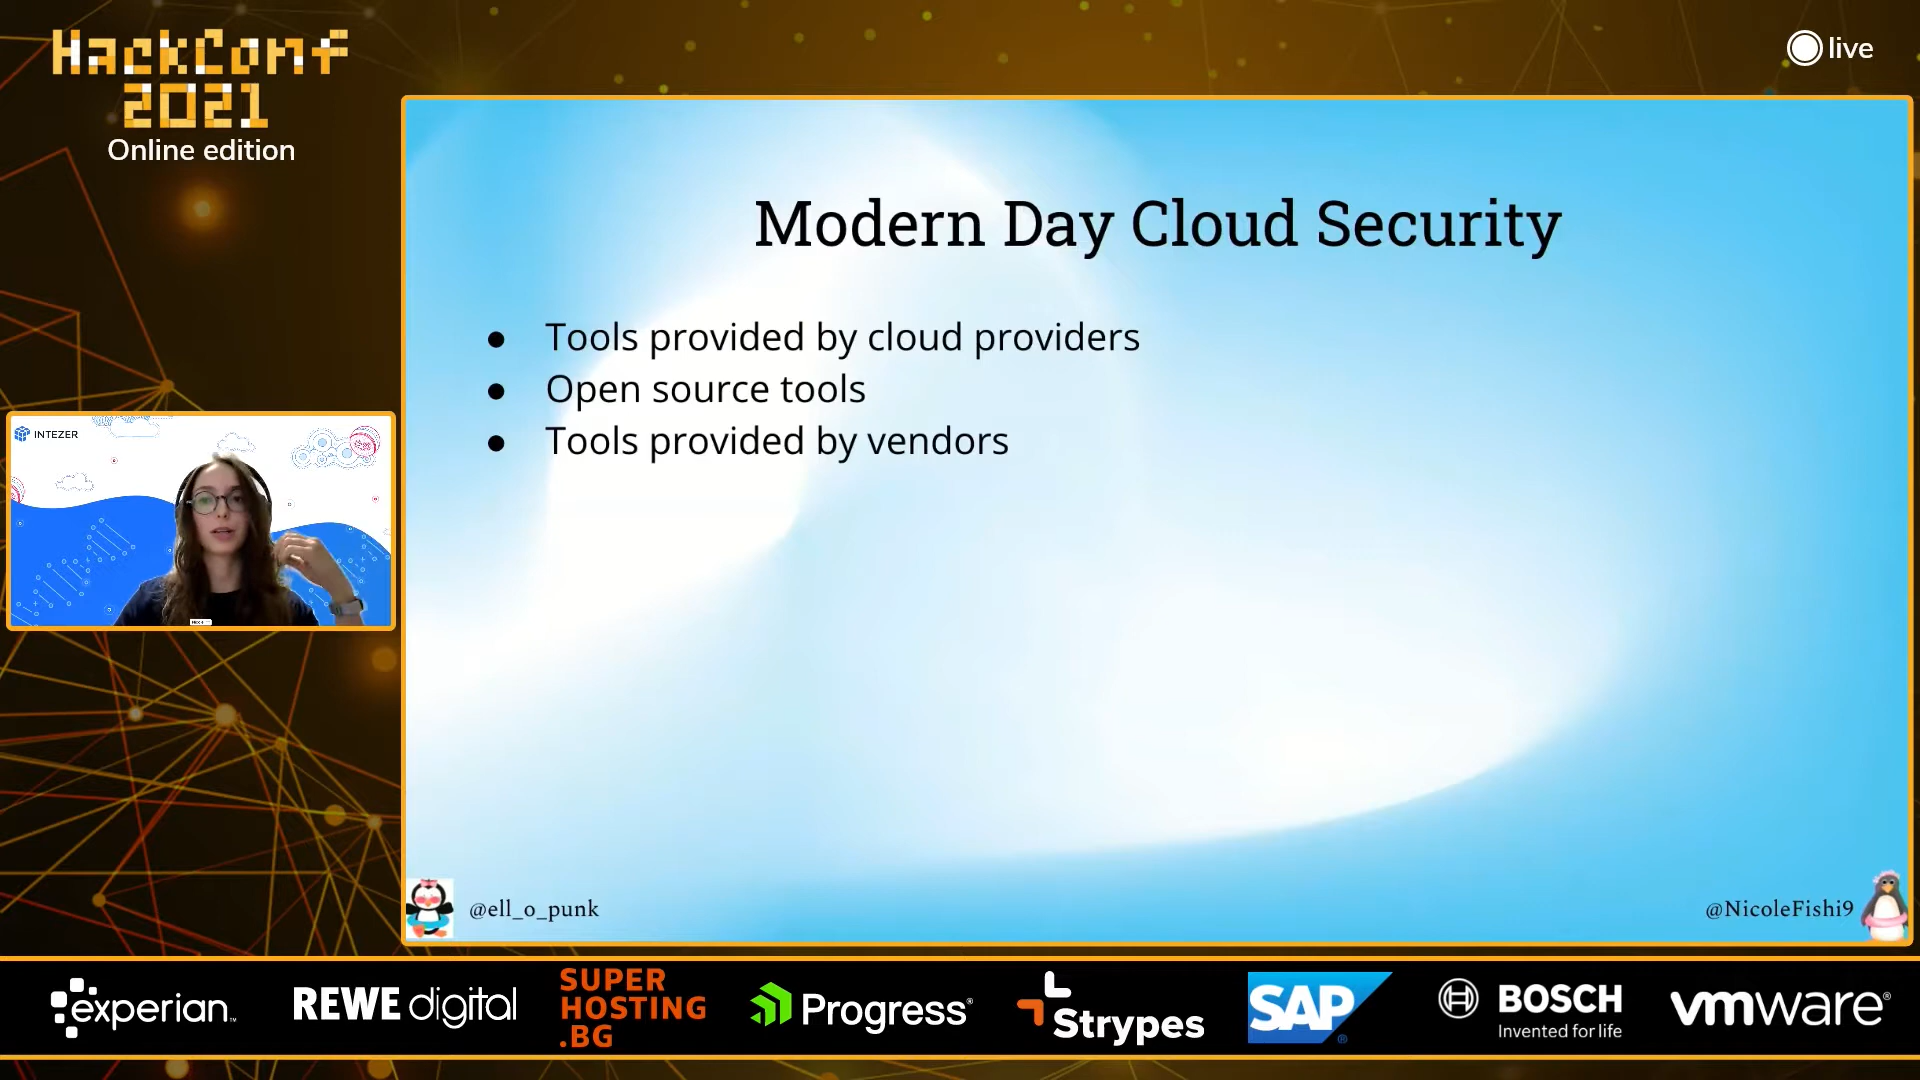 HackConf
2021
Online edition
live
INTEZER
Modern Day Cloud Security
● Tools provided by cloud providers
● Open source tools
● Tools provided by vendors
@ell_o_punk
@NicoleFishi9
experian™
REWE digital
SUPER
HOSTING
.BG
Progress®
Strypes
SAP®
BOSCH
Invented for life
vmware®